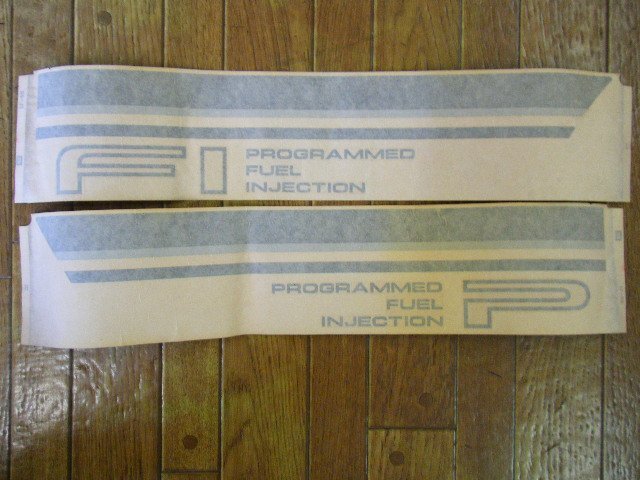 FI PROGRAMMED
FUEL
INJECTION
PROGRAMMED P
FUEL
INJECTION